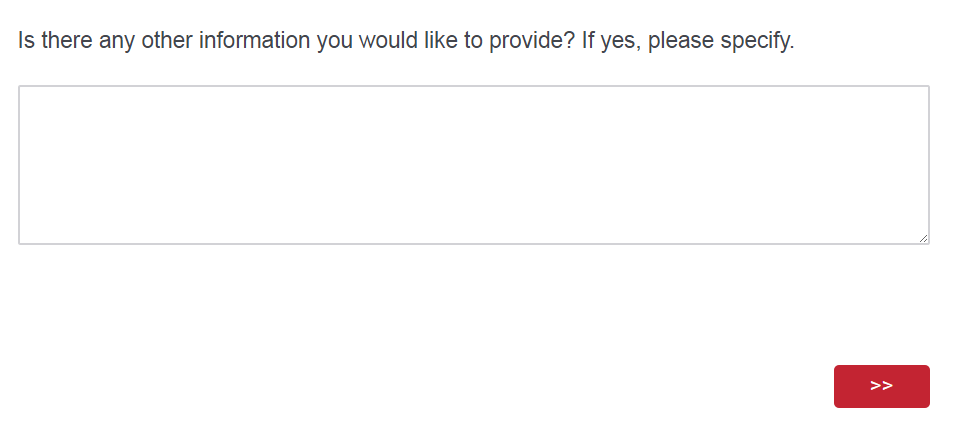 Is there any other information you would like to provide? If yes, please specify.
>>